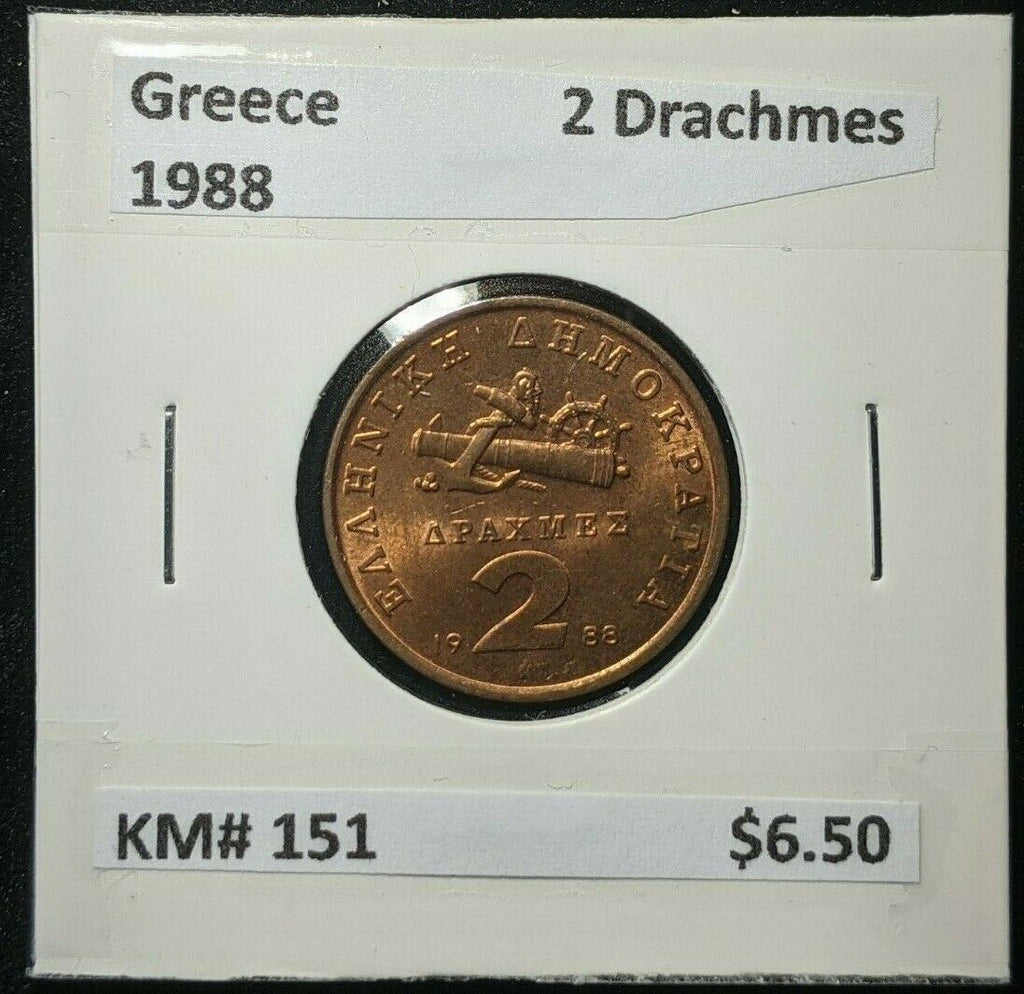 Greece 2 Drachmes
1988
ΕΛΛΗΝΙΚΗ ΔΗΜΟΚΡΑΤΙΑ
ΔΡΑΧΜΕΣ
2
19 88
KM# 151 $6.50